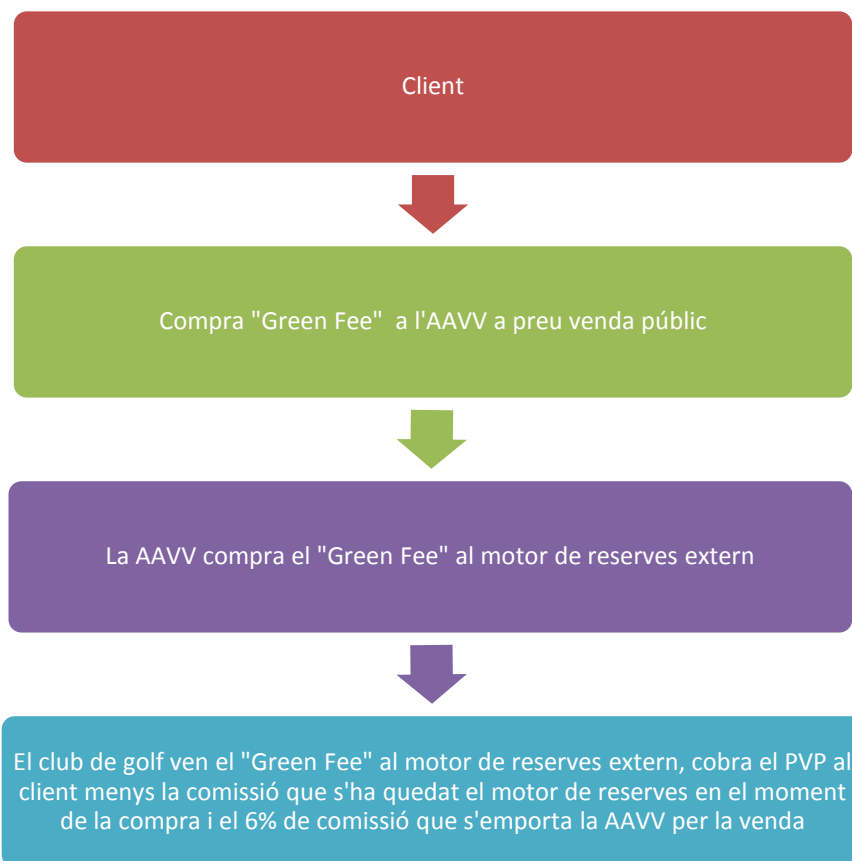 Client
Compra "Green Fee"  a l'AAVV a preu venda públic
La AAVV compra el "Green Fee" al motor de reserves extern
El club de golf ven el "Green Fee" al motor de reserves extern, cobra el PVP al
client menys la comissió que s'ha quedat el motor de reserves en el moment
de la compra i el 6% de comissió que s'emporta la AAVV per la venda